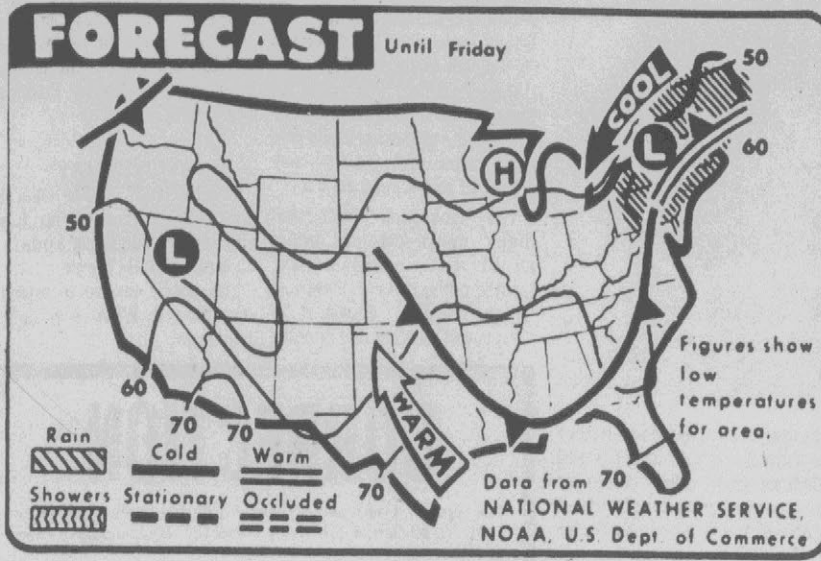 FORECAST Until Friday
50
COOL
L
60
H
50
L
Figures show
low
temperatures
for area.
60
70
70
WARM
70
70
Rain
Cold
Warm
Showers
Stationary
Occluded
Data from
NATIONAL WEATHER SERVICE,
NOAA, U.S. Dept. of Commerce